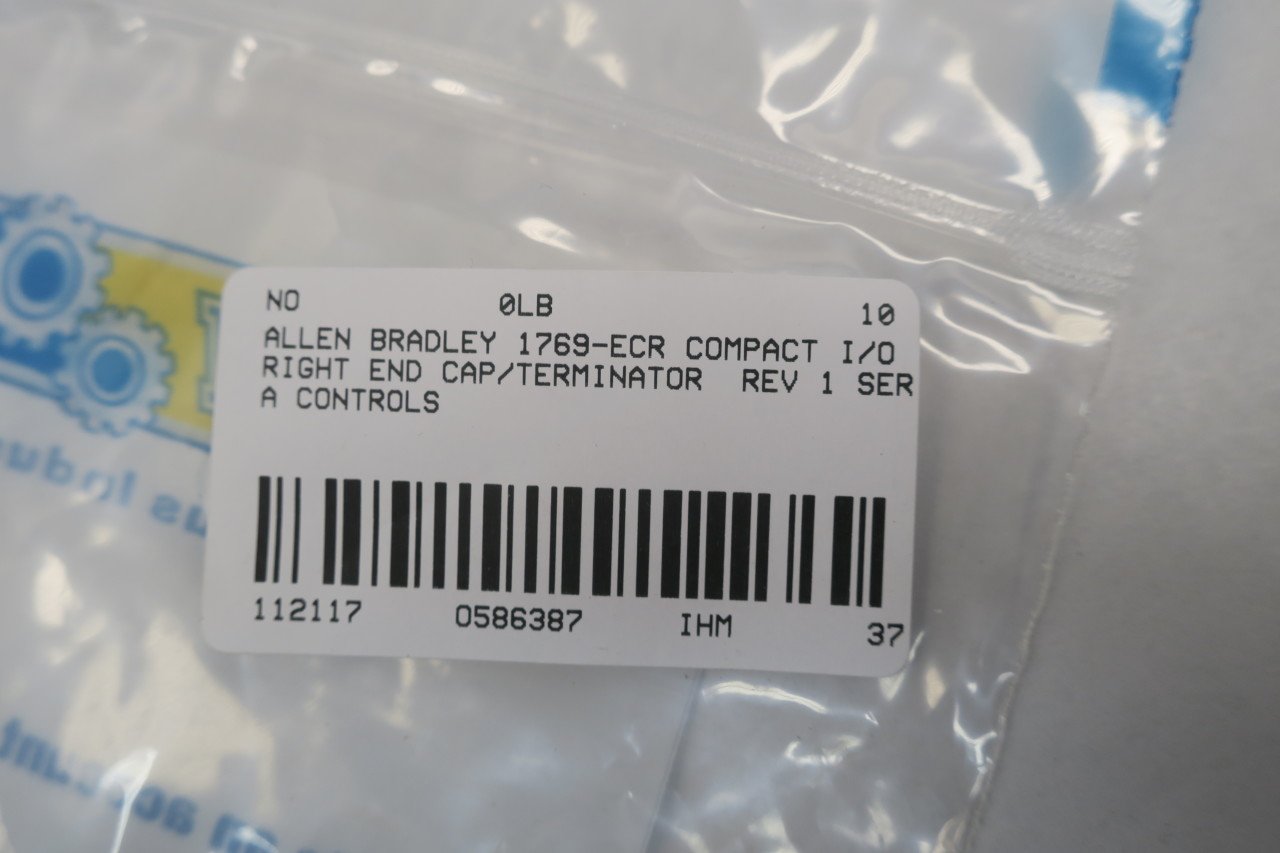 NO 0LB 10
ALLEN BRADLEY 1769-ECR COMPACT I/O
RIGHT END CAP/TERMINATOR REV 1 SER
A CONTROLS
112117 0586387 IHM 37